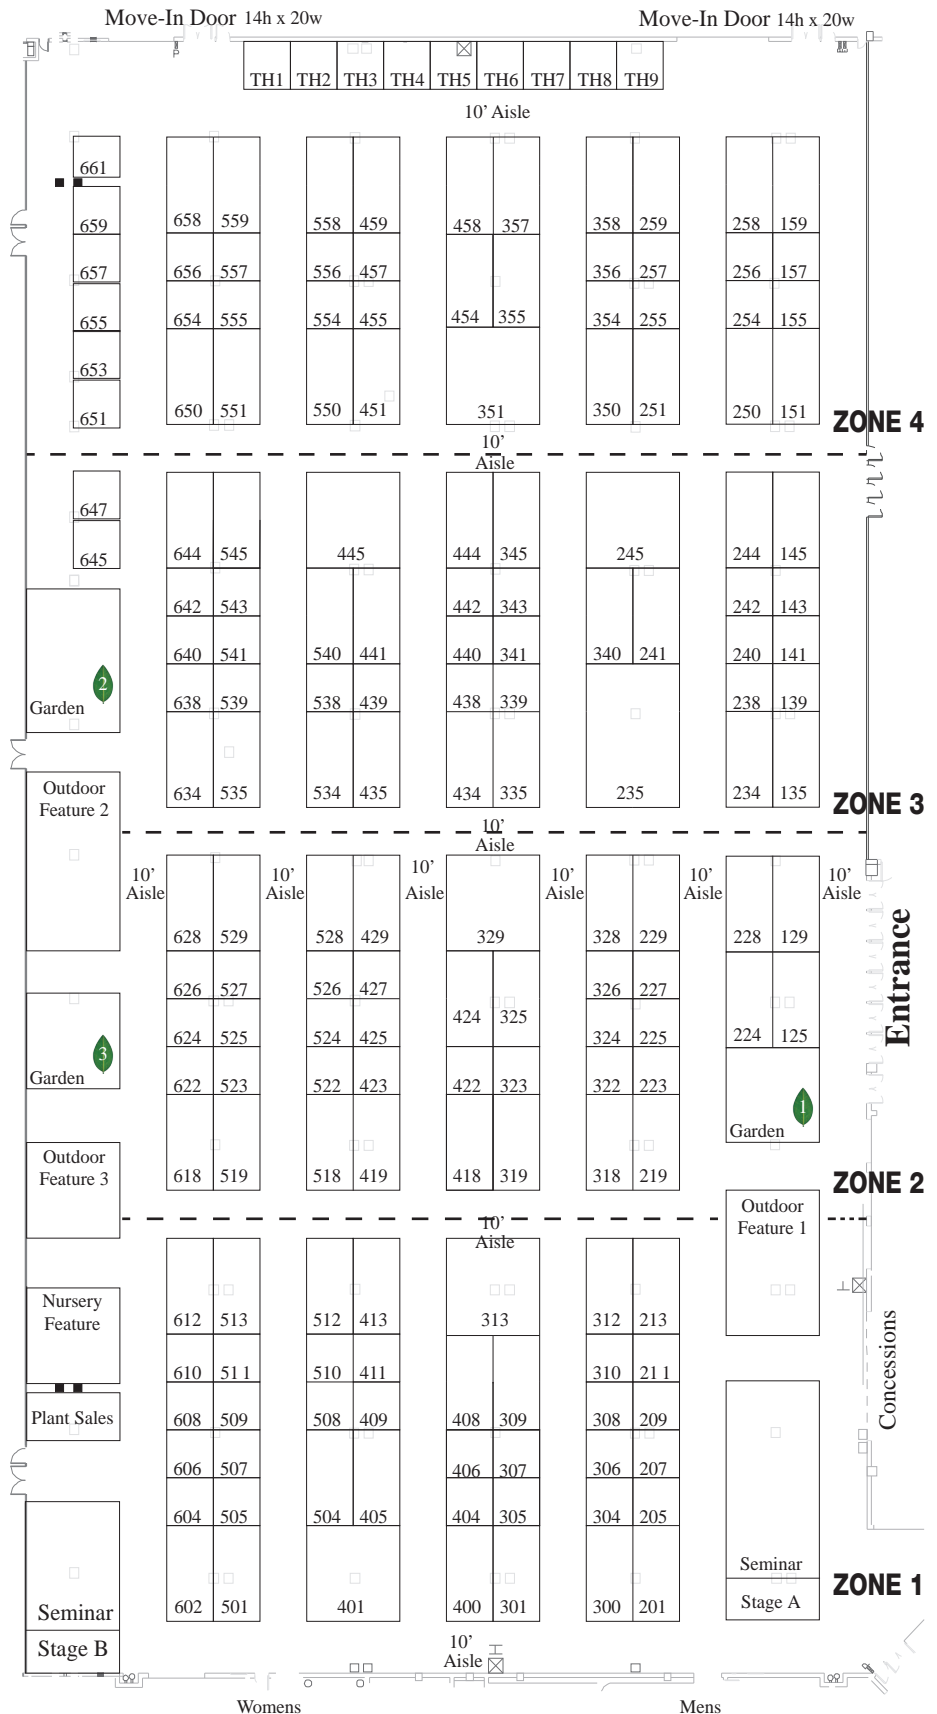 Move-In Door 14h x 20w Move-In Door 14h x 20w
TH1 TH2 TH3 TH4 TH5 TH6 TH7 TH8 TH9
10' Aisle
661
659 658 559 558 459 458 357 358 259 258 159
657 656 557 556 457 356 257 256 157
655 654 555 554 455 454 355 354 255 254 155
653
651 650 551 550 451 351 350 251 250 151
ZONE 4
10'
Aisle
647
645 644 545 445 444 345 245 244 145
642 543 442 343 242 143
640 541 540 441 440 341 340 241 240 141
2
Garden 638 539 538 439 438 339 238 139
Outdoor
Feature 2
634 535 534 435 434 335 235 234 135
ZONE 3
10'
Aisle
10'
Aisle
10'
Aisle
10'
Aisle
10'
Aisle
10'
Aisle
10'
Aisle
628 529 528 429 329 328 229 228 129
Entrance
626 527 526 427 326 227
624 525 524 425 424 325 324 225 224 125
3
Garden 622 523 522 423 422 323 322 223
1
Garden
Outdoor
Feature 3
618 519 518 419 418 319 318 219
ZONE 2
Outdoor
Feature 1
10'
Aisle
Nursery
Feature
612 513 512 413 313 312 213
610 511 510 411 310 211
Concessions
Plant Sales 608 509 508 409 408 309 308 209
606 507 406 307 306 207
604 505 504 405 404 305 304 205
Seminar
Stage A
ZONE 1
Seminar
Stage B
602 501 401 400 301 300 201
10'
Aisle
Womens Mens